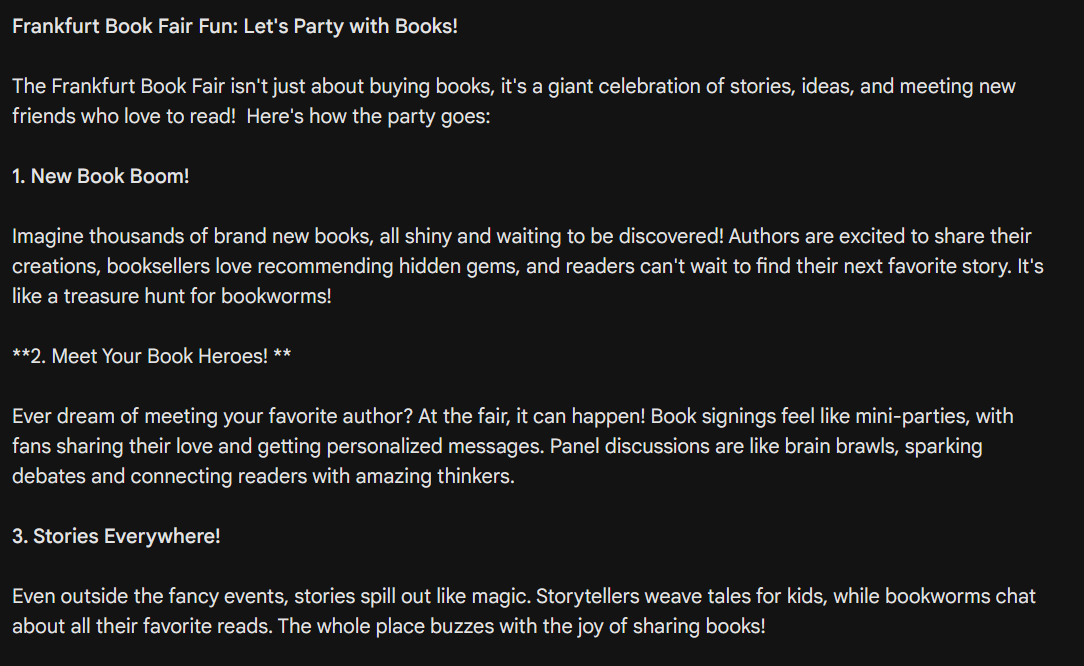 Frankfurt Book Fair Fun: Let's Party with Books!
The Frankfurt Book Fair isn't just about buying books, it's a giant celebration of stories, ideas, and meeting new
friends who love to read!  Here's how the party goes:
1. New Book Boom!
Imagine thousands of brand new books, all shiny and waiting to be discovered! Authors are excited to share their
creations, booksellers love recommending hidden gems, and readers can't wait to find their next favorite story. It's
like a treasure hunt for bookworms!
**2. Meet Your Book Heroes! **
Ever dream of meeting your favorite author? At the fair, it can happen! Book signings feel like mini-parties, with
fans sharing their love and getting personalized messages. Panel discussions are like brain brawls, sparking
debates and connecting readers with amazing thinkers.
3. Stories Everywhere!
Even outside the fancy events, stories spill out like magic. Storytellers weave tales for kids, while bookworms chat
about all their favorite reads. The whole place buzzes with the joy of sharing books!